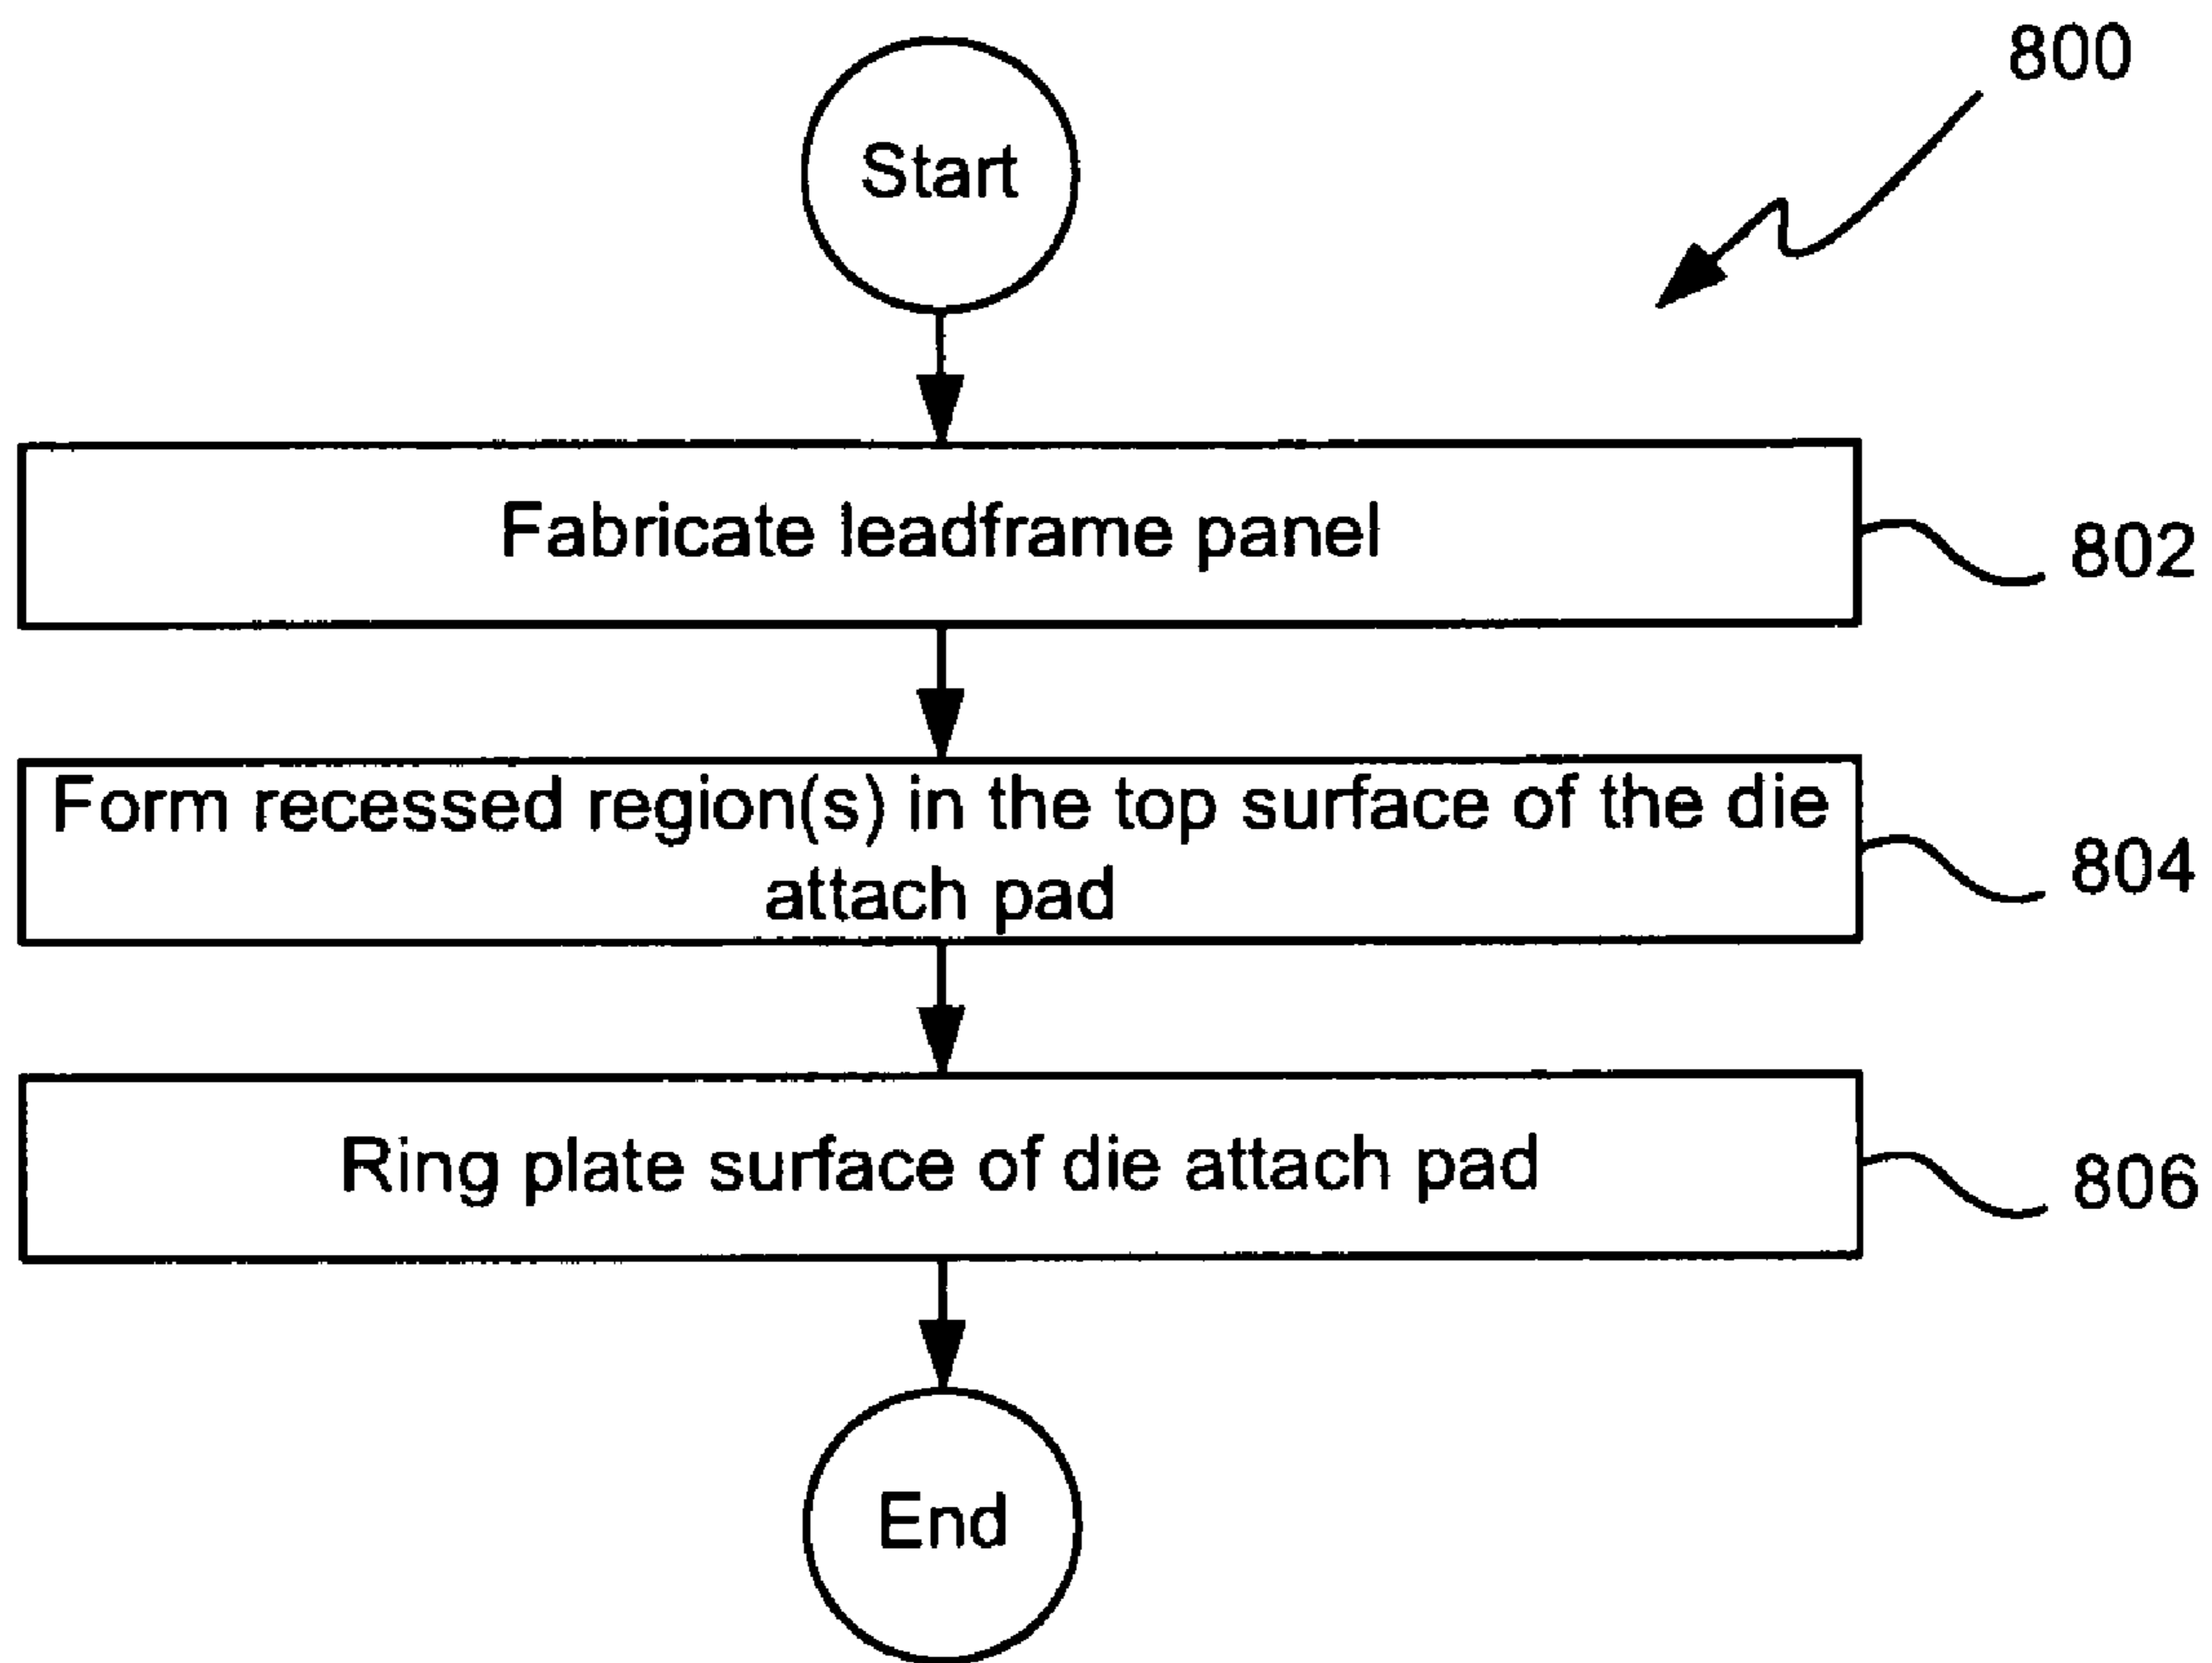 800
Start
Fabricate leadframe panel
802
Form recessed region(s) in the top surface of the die
attach pad
804
Ring plate surface of die attach pad
806
End